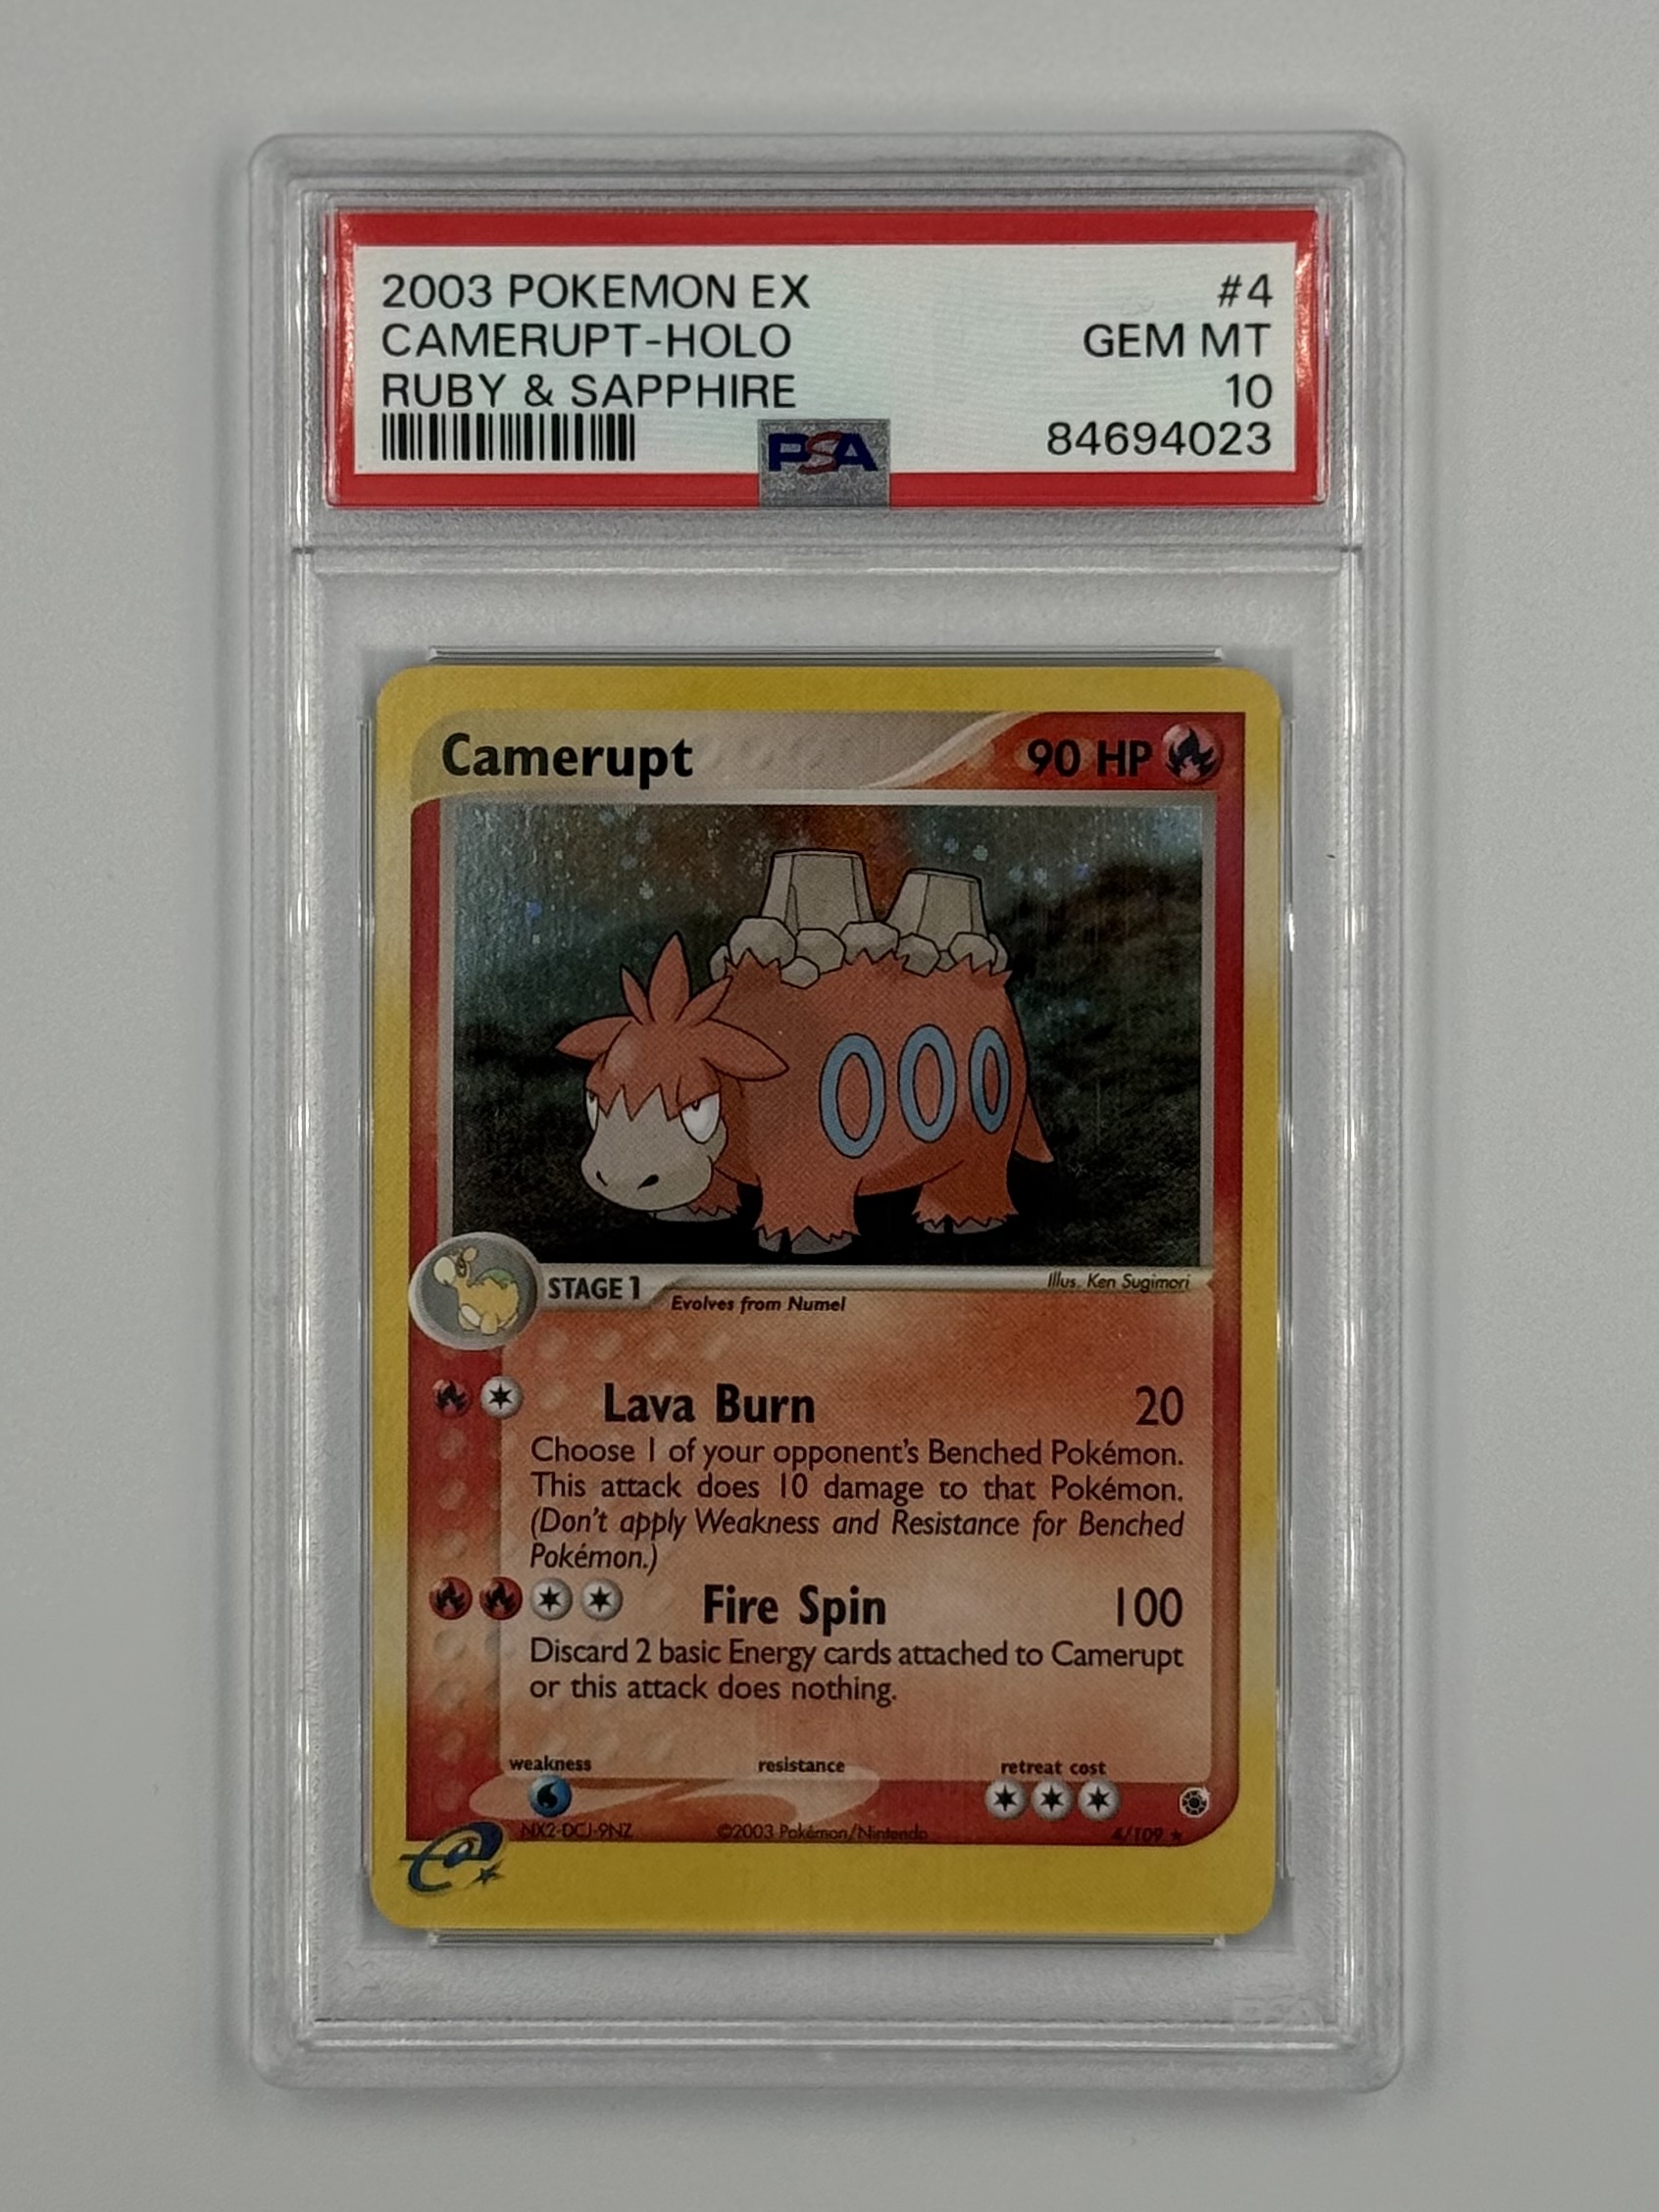 2003 POKEMON EX #4
CAMERUPT-HOLO GEM MT
RUBY & SAPPHIRE 10
84694023
PSA
Camerupt 90 HP
STAGE 1
Illus. Ken Sugimori
Evolves from Numel
Lava Burn 20
Choose 1 of your opponent's Benched Pokémon.
This attack does 10 damage to that Pokémon.
(Don't apply Weakness and Resistance for Benched
Pokémon.)
Fire Spin 100
Discard 2 basic Energy cards attached to Camerupt
or this attack does nothing.
weakness resistance retreat cost
NX2-DCJ-9NZ ©2003 Pokémon/Nintendo 4/109 ★
e
PSA